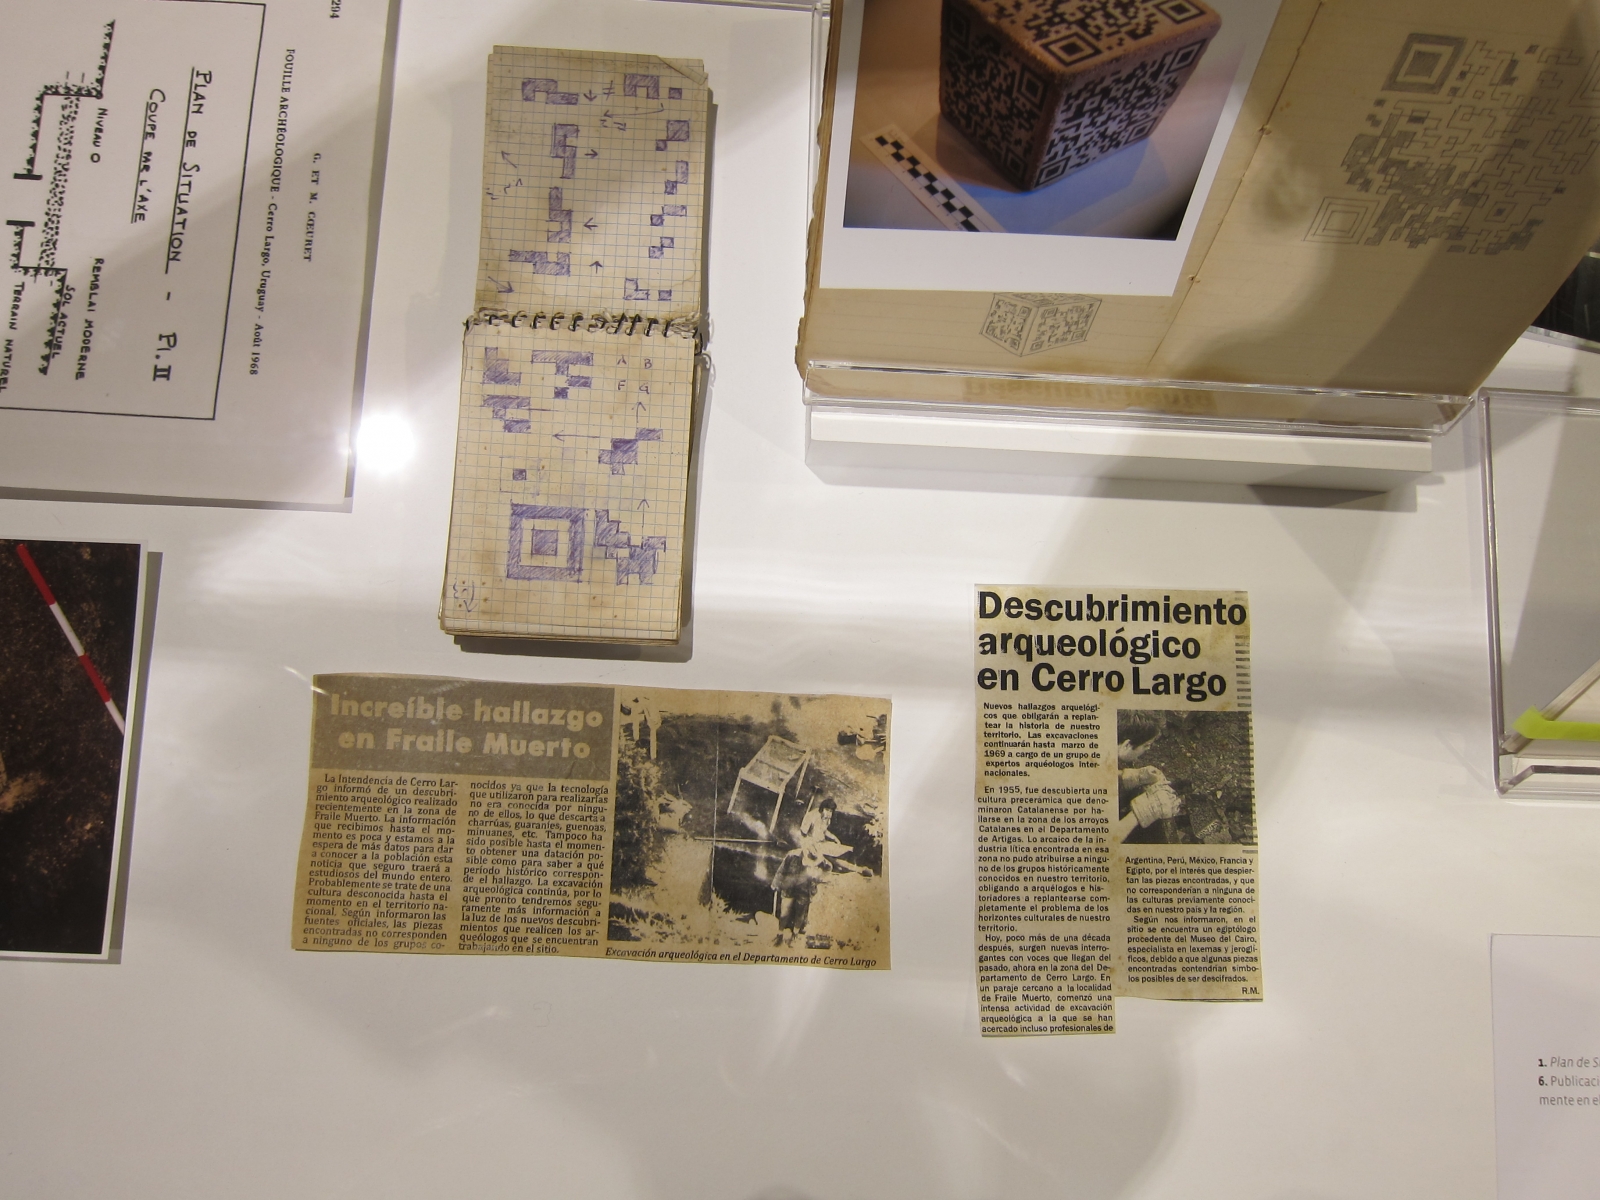 294
FOUILLE ARCHÉOLOGIQUE - Cerro Largo, Uruguay - Août 1968
G. ET M. GŒURET
PLAN DE SITUATION - Pl. II
COUPE PAR L'AXE
NIVEAU 0
REMBLAI MODERNE
SOL ACTUEL
TERRAIN NATUREL
A B
F G
Increíble hallazgo
en Fraile Muerto
La Intendencia de Cerro Lar-
go informó de un descubri-
miento arqueológico realizado
recientemente en la zona de
Fraile Muerto. La información
que recibimos hasta el mo-
mento es poca y estamos a la
espera de más datos para dar
a conocer a la población esta
noticia que seguro traerá a
estudiosos del mundo entero.
Probablemente se trate de una
cultura desconocida hasta el
momento en el territorio na-
cional. Según informaron las
fuentes oficiales, las piezas
encontradas no corresponden
a ninguno de los grupos co-
nocidos ya que la tecnología
que utilizaron para realizarlas
no era conocida por ningu-
no de ellos, lo que descarta a
charrúas, guaraníes, guenoas,
minuanes, etc. Tampoco ha
sido posible hasta el momen-
to obtener una datación po-
sible como para saber a qué
período histórico correspon-
de el hallazgo. La excavación
arqueológica continúa, por lo
que pronto tendremos segu-
ramente más información a
la luz de los nuevos descubri-
mientos que realicen los ar-
queólogos que se encuentran
trabajando en el sitio.
Excavación arqueológica en el Departamento de Cerro Largo
Descubrimiento
arqueológico
en Cerro Largo
Nuevos hallazgos arqueológi-
cos que obligarán a replan-
tear la historia de nuestro
territorio. Las excavaciones
continuarán hasta marzo de
1969 a cargo de un grupo de
expertos arquéologos inter-
nacionales.
En 1955, fue descubierta una
cultura precerámica que deno-
minaron Catalanense por ha-
llarse en la zona de los arroyos
Catalanes en el Departamento
de Artigas. Lo arcaico de la in-
dustria lítica encontrada en esa
zona no pudo atribuirse a ningu-
no de los grupos históricamente
conocidos en nuestro territorio,
obligando a arquélogos e his-
toriadores a replantearse com-
pletamente el problema de los
horizontes culturales de nuestro
territorio.
Hoy, poco más de una década
después, surgen nuevas interro-
gantes con voces que llegan del
pasado, ahora en la zona del De-
partamento de Cerro Largo. En
un paraje cercano a la localidad
de Fraile Muerto, comenzó una
intensa actividad de excavación
arqueológica a la que se han
acercado incluso profesionales de
Argentina, Perú, México, Francia y
Egipto, por el interés que despier-
tan las piezas encontradas, y que
no corresponderían a ninguna de
las culturas previamente conoci-
das en nuestro país y la región.
Según nos informaron, en el
sitio se encuentra un egiptólogo
procedente del Museo del Cairo,
especialista en lexemas y jeroglí-
ficos, debido a que algunas piezas
encontradas contendrían símbo-
los posibles de ser descifrados.
R.M.
1. Plan de S
6. Publicaci
mente en el